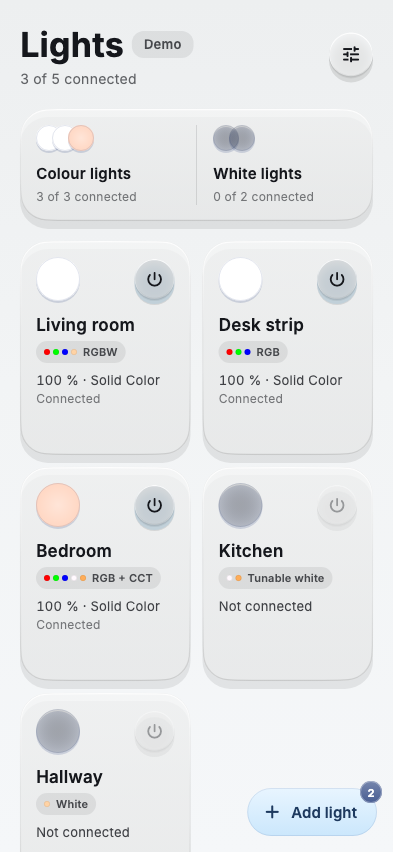 Lights Demo
3 of 5 connected
Colour lights
3 of 3 connected
White lights
0 of 2 connected
Living room
RGBW
100 % · Solid Color
Connected
Desk strip
RGB
100 % · Solid Color
Connected
Bedroom
RGB + CCT
100 % · Solid Color
Connected
Kitchen
Tunable white
Not connected
Hallway
White
Not connected
2
+ Add light